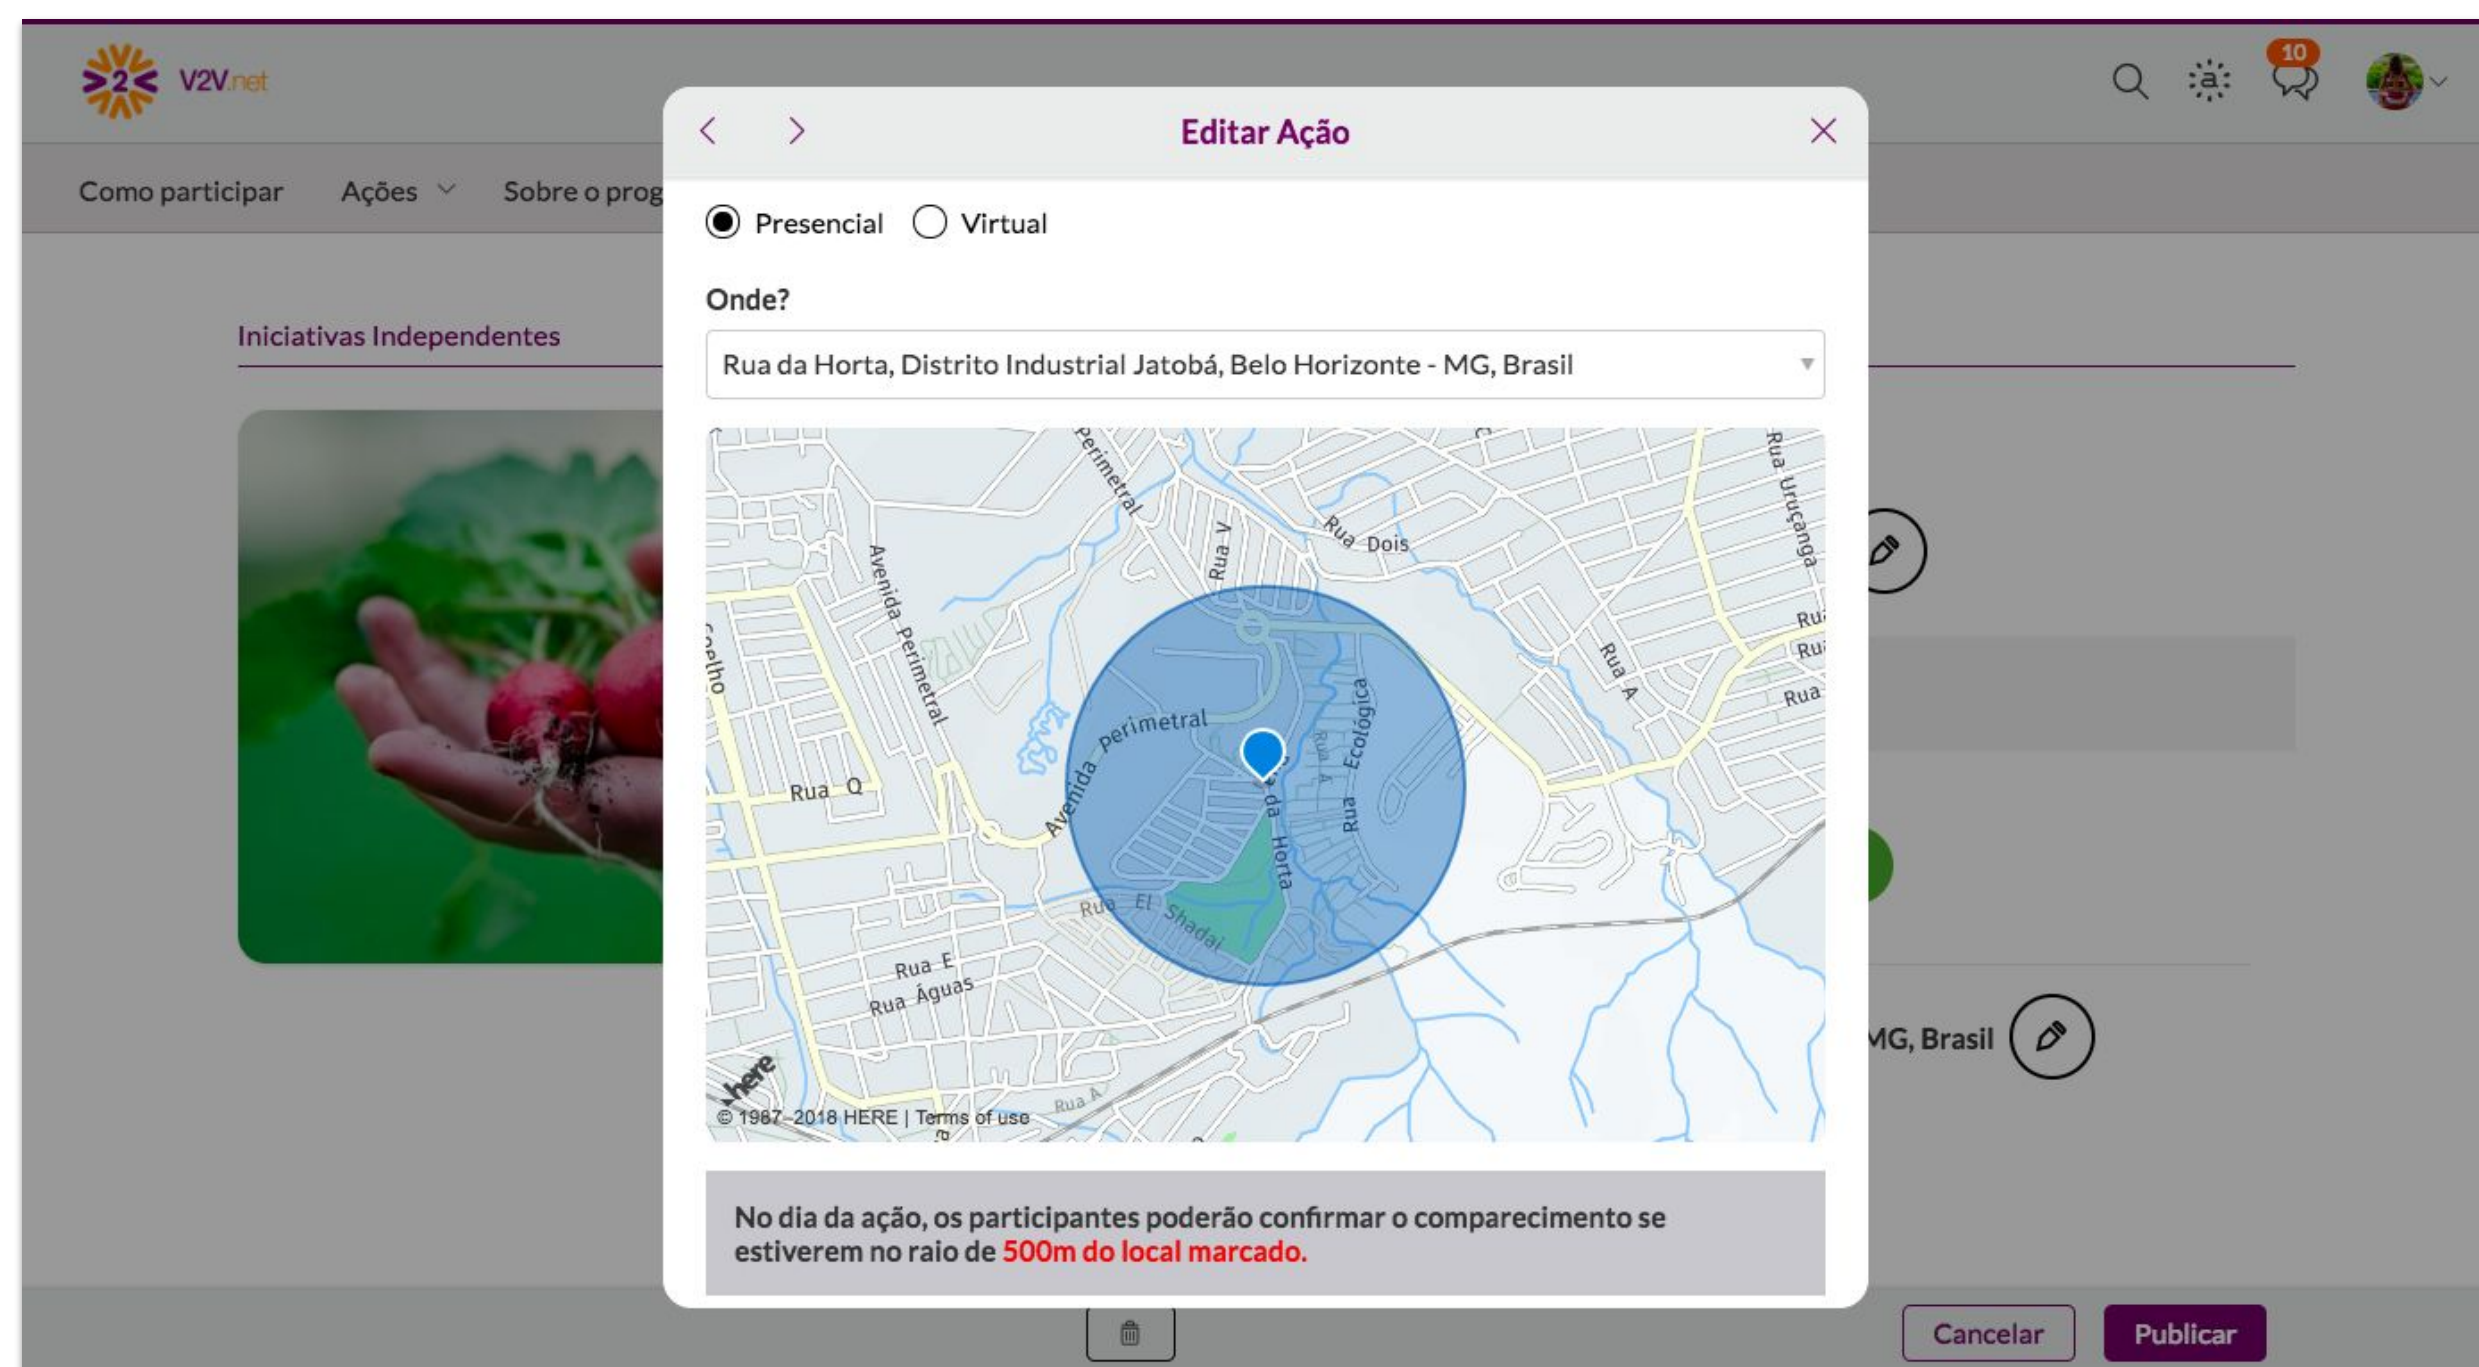 V2V.net
10
Editar Ação
Como participar
Ações
Sobre o prog
Presencial
Virtual
Onde?
Iniciativas Independentes
Rua da Horta, Distrito Industrial Jatobá, Belo Horizonte - MG, Brasil
Perimetral
Rua Uruçanga
Rua V
Rua Dois
Avenida Perimetral
Coelho
Rua A
Rua
Avenida Perimetral
Rua Ecológica
Rua A
Rua Q
da Horta
Rua El Shadai
Rua E
Rua Águas
MG, Brasil
here
Rua A
© 1987–2018 HERE | Terms of use
No dia da ação, os participantes poderão confirmar o comparecimento se
estiverem no raio de 500m do local marcado.
Cancelar
Publicar